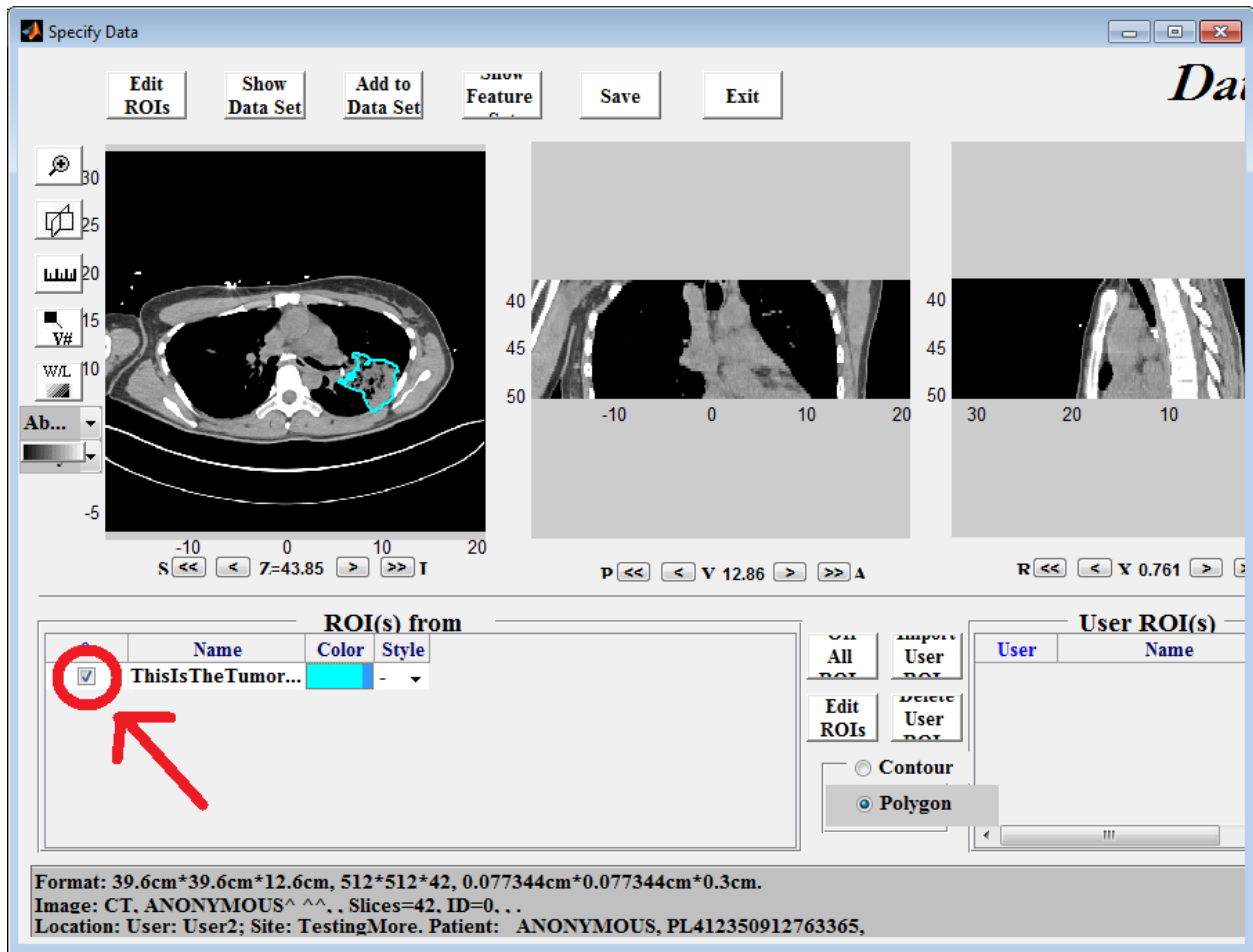 Specify Data
Edit
ROIs
Show
Data Set
Add to
Data Set
Show
Feature
Save
Exit
30
25
20
15
10
-5
V#
W/L
Ab...
-10 0 10 20
S << < Z=43.85 > >> I
40
45
50
-10 0 10 20
P << < Y 12.86 > >> A
40
45
50
30 20 10
R << < X 0.761 >
ROI(s) from
Name Color Style
ThisIsTheTumor... -
All
Import
User
Edit
ROIs
Delete
User
Contour
Polygon
User ROI(s)
User Name
Format: 39.6cm*39.6cm*12.6cm, 512*512*42, 0.077344cm*0.077344cm*0.3cm.
Image: CT, ANONYMOUS^ ^^, , Slices=42, ID=0, , .
Location: User: User2; Site: TestingMore. Patient: ANONYMOUS, PL412350912763365,